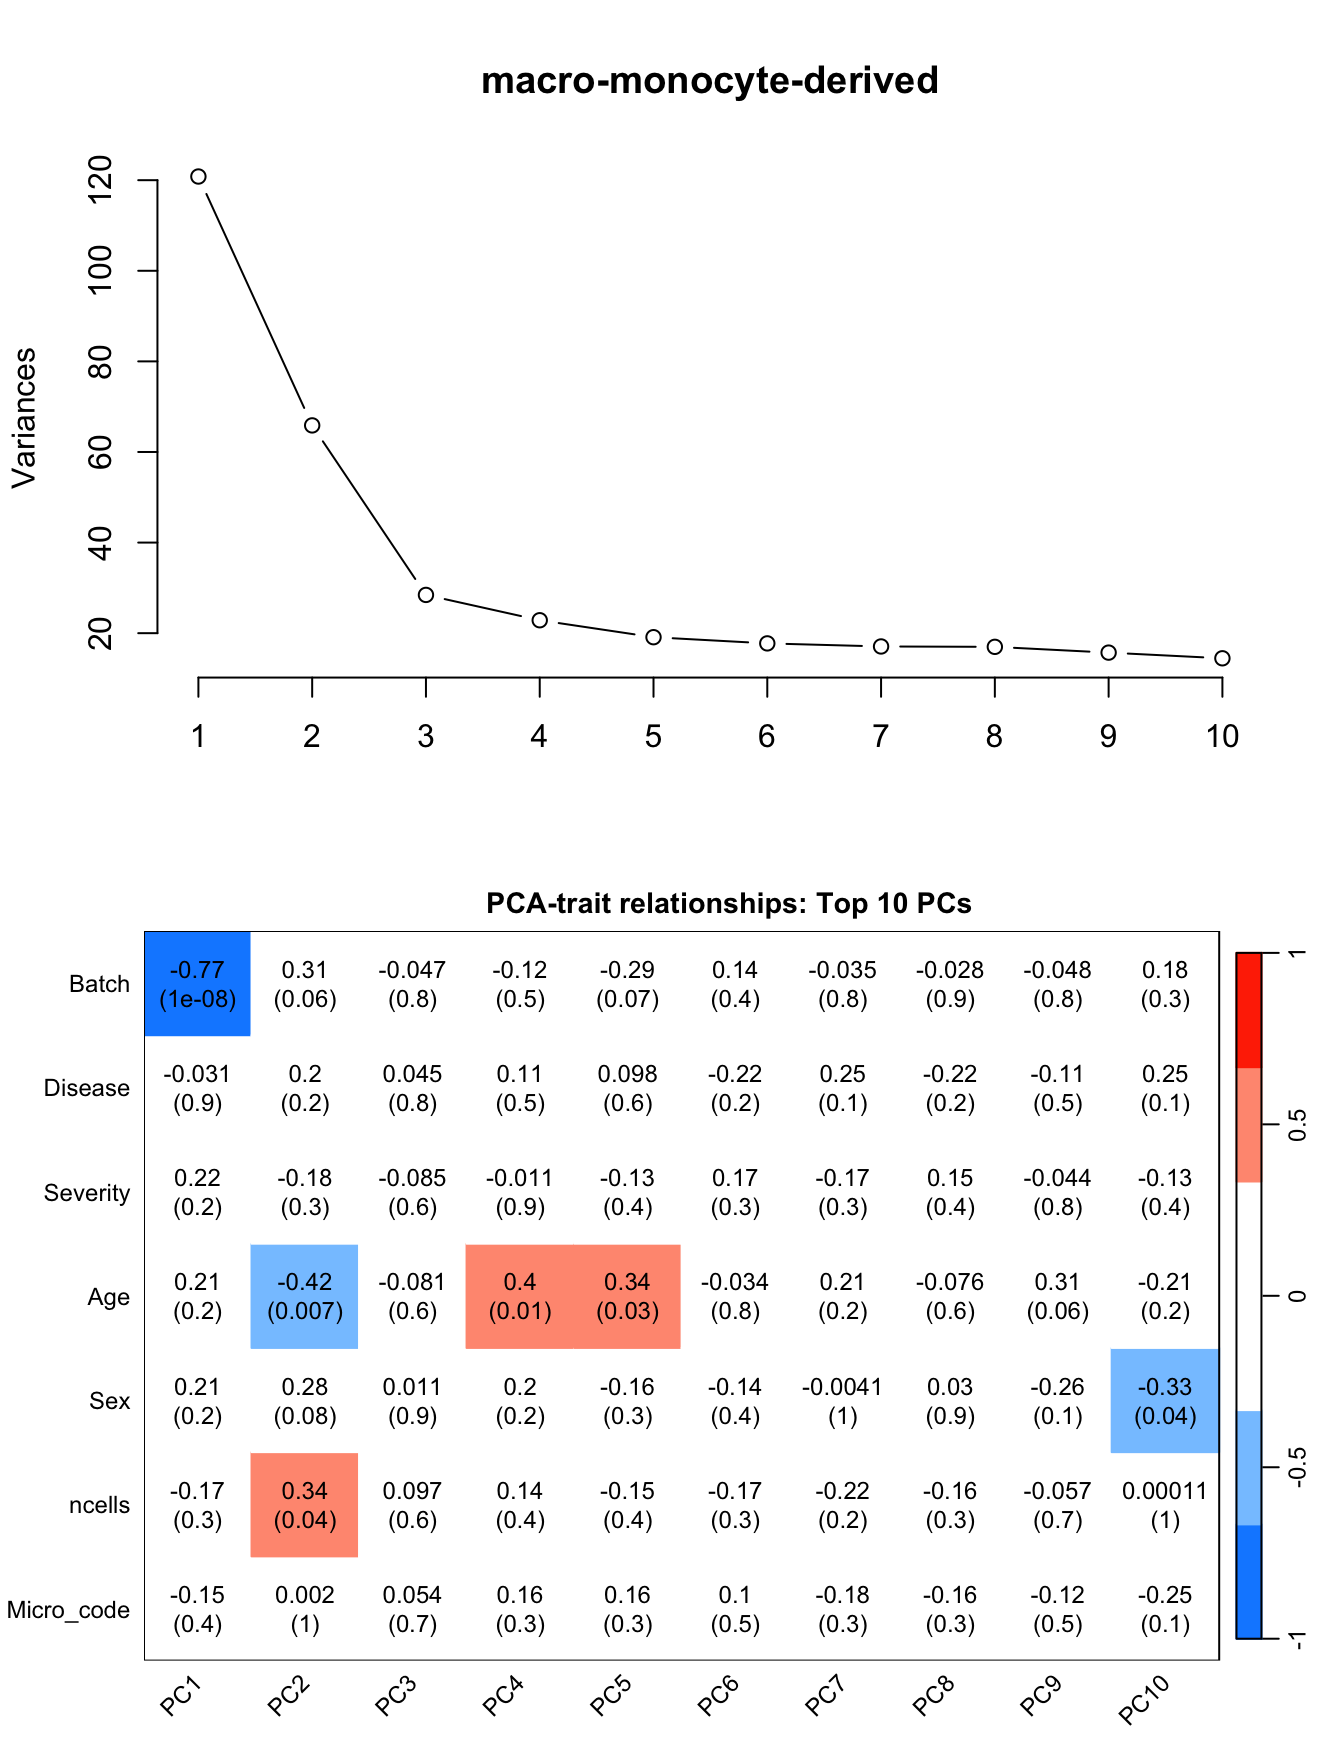 macro-monocyte-derived
Variances
120
100
80
60
40
20
1 2 3 4 5 6 7 8 9 10
PCA-trait relationships: Top 10 PCs
Batch -0.77 0.31 -0.047 -0.12 -0.29 0.14 -0.035 -0.028 -0.048 0.18
(1e-08) (0.06) (0.8) (0.5) (0.07) (0.4) (0.8) (0.9) (0.8) (0.3)
Disease -0.031 0.2 0.045 0.11 0.098 -0.22 0.25 -0.22 -0.11 0.25
(0.9) (0.2) (0.8) (0.5) (0.6) (0.2) (0.1) (0.2) (0.5) (0.1)
Severity 0.22 -0.18 -0.085 -0.011 -0.13 0.17 -0.17 0.15 -0.044 -0.13
(0.2) (0.3) (0.6) (0.9) (0.4) (0.3) (0.3) (0.4) (0.8) (0.4)
Age 0.21 -0.42 -0.081 0.4 0.34 -0.034 0.21 -0.076 0.31 -0.21
(0.2) (0.007) (0.6) (0.01) (0.03) (0.8) (0.2) (0.6) (0.06) (0.2)
Sex 0.21 0.28 0.011 0.2 -0.16 -0.14 -0.0041 0.03 -0.26 -0.33
(0.2) (0.08) (0.9) (0.2) (0.3) (0.4) (1) (0.9) (0.1) (0.04)
ncells -0.17 0.34 0.097 0.14 -0.15 -0.17 -0.22 -0.16 -0.057 0.00011
(0.3) (0.04) (0.6) (0.4) (0.4) (0.3) (0.2) (0.3) (0.7) (1)
Micro_code -0.15 0.002 0.054 0.16 0.16 0.1 -0.18 -0.16 -0.12 -0.25
(0.4) (1) (0.7) (0.3) (0.3) (0.5) (0.3) (0.3) (0.5) (0.1)
PC1 PC2 PC3 PC4 PC5 PC6 PC7 PC8 PC9 PC10
1
0.5
0
-0.5
-1